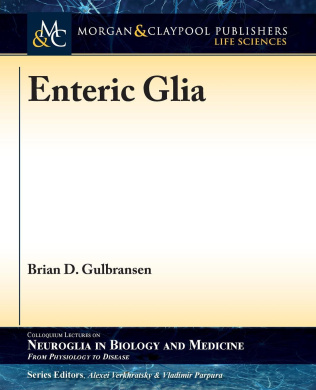 M
&C
MORGAN & CLAYPOOL PUBLISHERS
LIFE SCIENCES
Enteric Glia
Brian D. Gulbransen
COLLOQUIUM LECTURES ON
NEUROGLIA IN BIOLOGY AND MEDICINE
FROM PHYSIOLOGY TO DISEASE
Series Editors, Alexei Verkhratsky & Vladimir Parpura